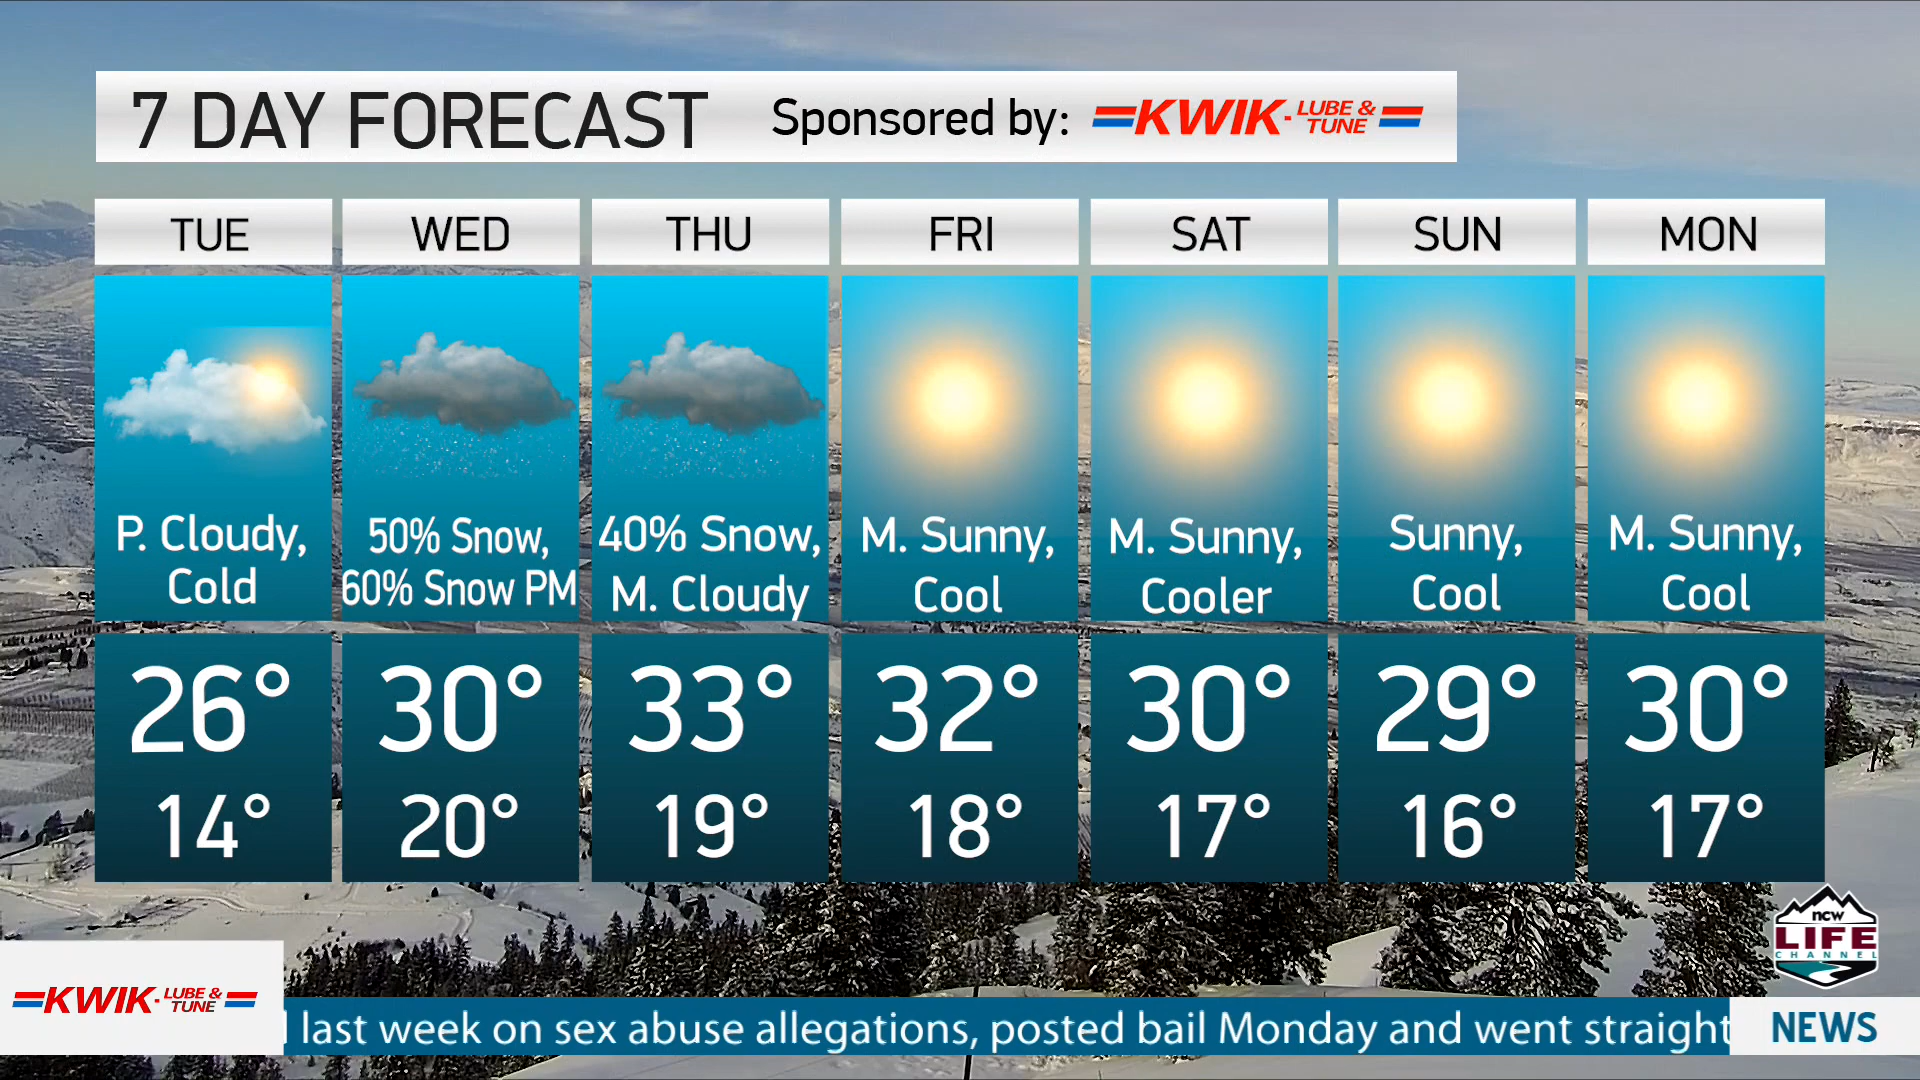 7 DAY FORECAST Sponsored by: KWIK- LUBE & TUNE
TUE WED THU FRI SAT SUN MON
P. Cloudy,
Cold
50% Snow,
60% Snow PM
40% Snow,
M. Cloudy
M. Sunny,
Cool
M. Sunny,
Cooler
Sunny,
Cool
M. Sunny,
Cool
26° 30° 33° 32° 30° 29° 30°
14° 20° 19° 18° 17° 16° 17°
ncw
LIFE
CHANNEL
KWIK- LUBE & TUNE
last week on sex abuse allegations, posted bail Monday and went straight
NEWS